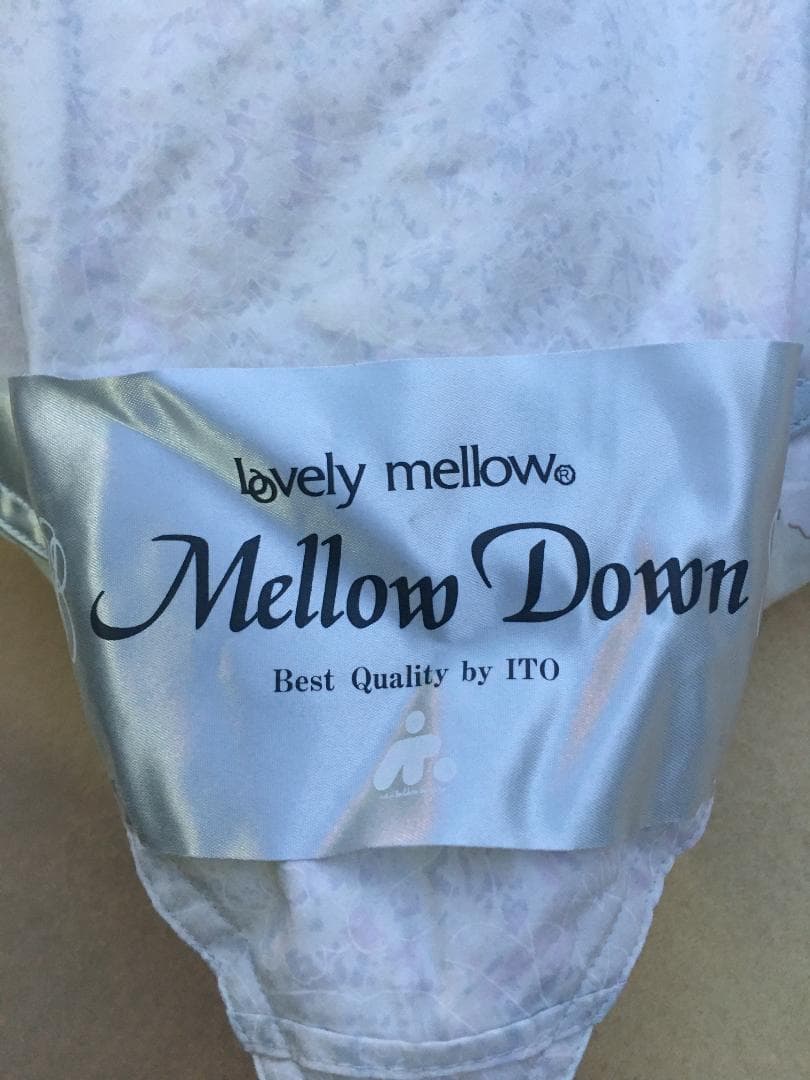 lovely mellow®
Mellow Down
Best Quality by ITO